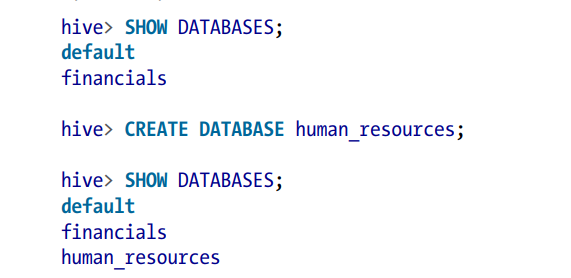 hive> SHOW DATABASES;
default
financials
hive> CREATE DATABASE human_resources;
hive> SHOW DATABASES;
default
financials
human_resources